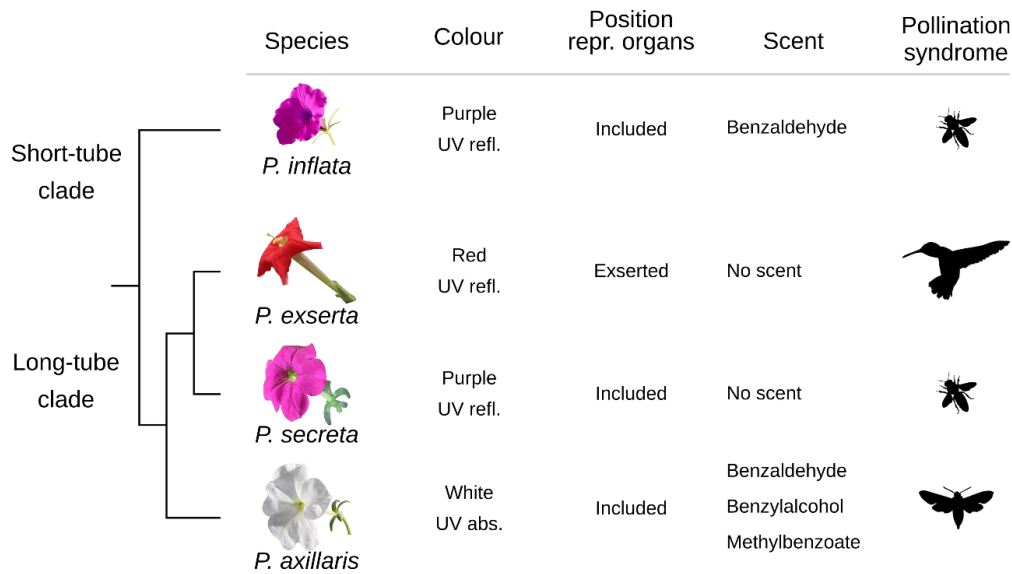 Species
Colour
Position
repr. organs
Scent
Pollination
syndrome
Short-tube
clade
Purple
UV refl.
Included
Benzaldehyde
P. inflata
Red
UV refl.
Exserted
No scent
P. exserta
Long-tube
clade
Purple
UV refl.
Included
No scent
P. secreta
White
UV abs.
Included
Benzaldehyde
Benzylalcohol
Methylbenzoate
P. axillaris